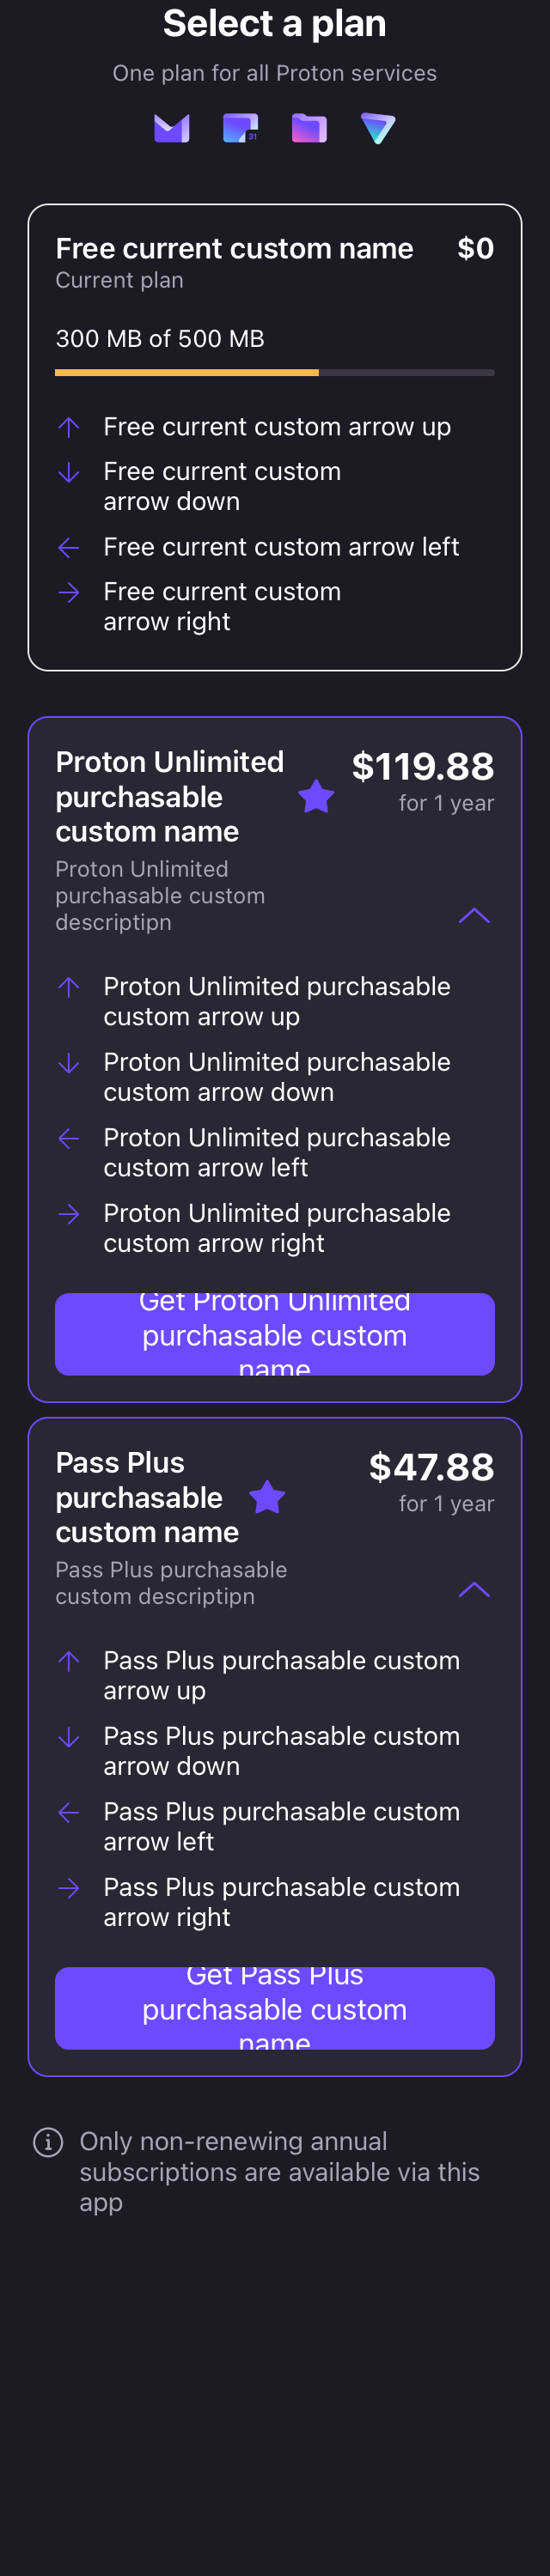 Select a plan
One plan for all Proton services
31
Free current custom name $0
Current plan
300 MB of 500 MB
Free current custom arrow up
Free current custom
arrow down
Free current custom arrow left
Free current custom
arrow right
Proton Unlimited
purchasable
custom name
$119.88
for 1 year
Proton Unlimited
purchasable custom
descriptipn
Proton Unlimited purchasable
custom arrow up
Proton Unlimited purchasable
custom arrow down
Proton Unlimited purchasable
custom arrow left
Proton Unlimited purchasable
custom arrow right
Get Proton Unlimited
purchasable custom
name
Pass Plus
purchasable
custom name
$47.88
for 1 year
Pass Plus purchasable
custom descriptipn
Pass Plus purchasable custom
arrow up
Pass Plus purchasable custom
arrow down
Pass Plus purchasable custom
arrow left
Pass Plus purchasable custom
arrow right
Get Pass Plus
purchasable custom
name
Only non-renewing annual
subscriptions are available via this
app